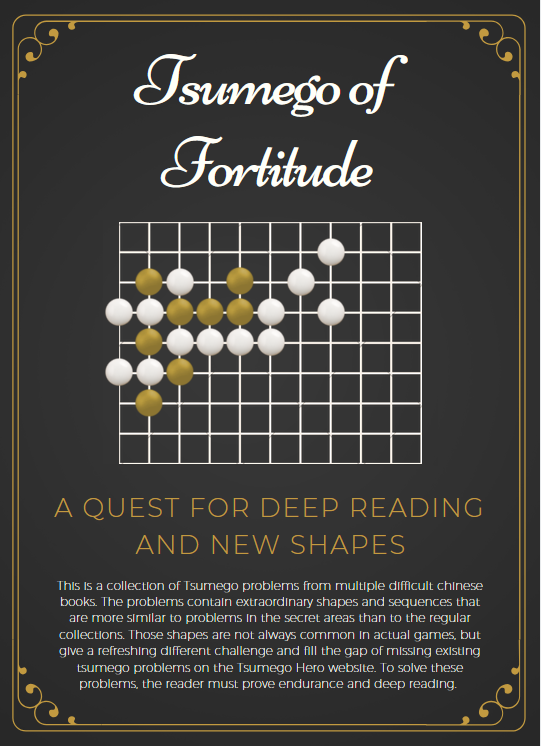 Tsumego of
Fortitude
A QUEST FOR DEEP READING
AND NEW SHAPES
This is a collection of Tsumego problems from multiple difficult chinese
books. The problems contain extraordinary shapes and sequences that
are more similar to problems in the secret areas than to the regular
collections. Those shapes are not always common in actual games, but
give a refreshing different challenge and fill the gap of missing existing
tsumego problems on the Tsumego Hero website. To solve these
problems, the reader must prove endurance and deep reading.